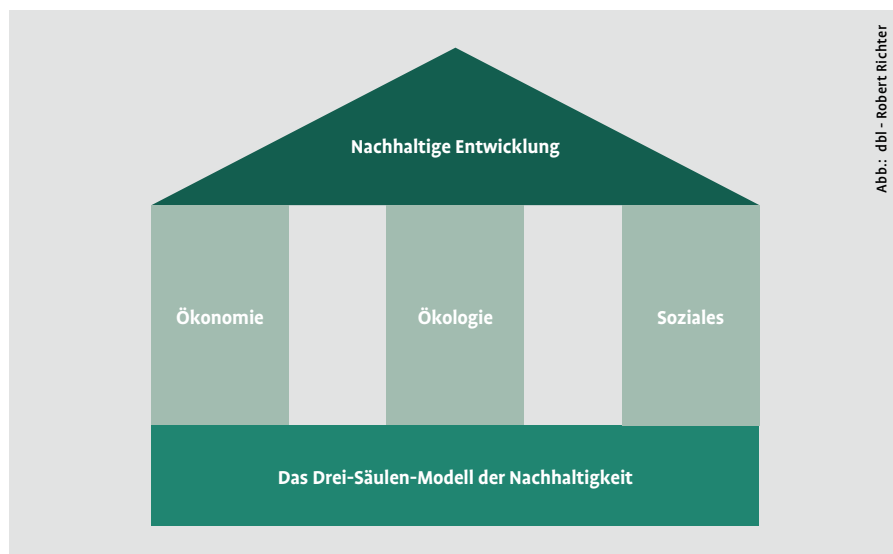 Nachhaltige Entwicklung
Ökonomie
Ökologie
Soziales
Das Drei-Säulen-Modell der Nachhaltigkeit
Abb.: dbl - Robert Richter